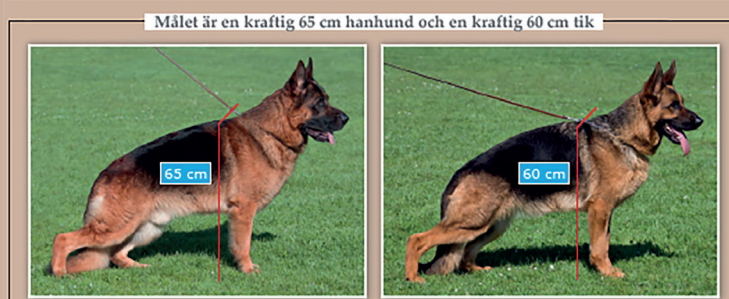 Målet är en kraftig 65 cm hanhund och en kraftig 60 cm tik
65 cm
60 cm